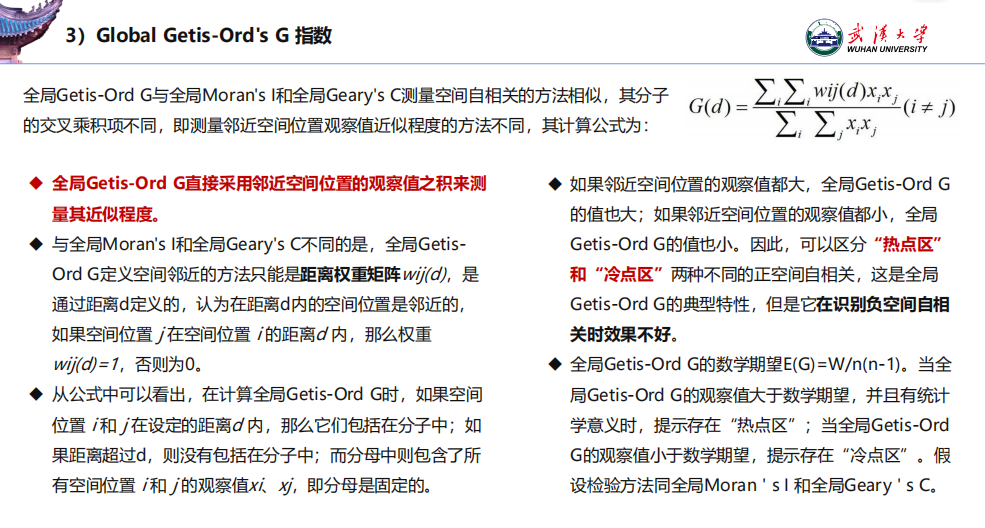 3）Global Getis-Ord's G 指数
武汉大学
WUHAN UNIVERSITY
全局Getis-Ord G与全局Moran's I和全局Geary's C测量空间自相关的方法相似，其分子
的交叉乘积项不同，即测量邻近空间位置观察值近似程度的方法不同，其计算公式为：
G(d) = ∑i∑j wij(d)xixj / ∑i ∑j xixj (i ≠ j)
◆ 全局Getis-Ord G直接采用邻近空间位置的观察值之积来测
量其近似程度。
◆ 与全局Moran's I和全局Geary's C不同的是，全局Getis-
Ord G定义空间邻近的方法只能是距离权重矩阵wij(d)，是
通过距离d定义的，认为在距离d内的空间位置是邻近的，
如果空间位置 j 在空间位置 i 的距离d 内，那么权重
wij(d)=1，否则为0。
◆ 从公式中可以看出，在计算全局Getis-Ord G时，如果空间
位置 i 和 j 在设定的距离d 内，那么它们包括在分子中；如
果距离超过d，则没有包括在分子中；而分母中则包含了所
有空间位置 i 和 j 的观察值xi、xj，即分母是固定的。
◆ 如果邻近空间位置的观察值都大，全局Getis-Ord G
的值也大；如果邻近空间位置的观察值都小，全局
Getis-Ord G的值也小。因此，可以区分“热点区”
和“冷点区”两种不同的正空间自相关，这是全局
Getis-Ord G的典型特性，但是它在识别负空间自相
关时效果不好。
◆ 全局Getis-Ord G的数学期望E(G)=W/n(n-1)。当全
局Getis-Ord G的观察值大于数学期望，并且有统计
学意义时，提示存在“热点区”；当全局Getis-Ord
G的观察值小于数学期望，提示存在“冷点区”。假
设检验方法同全局Moran ' s I 和全局Geary ' s C。